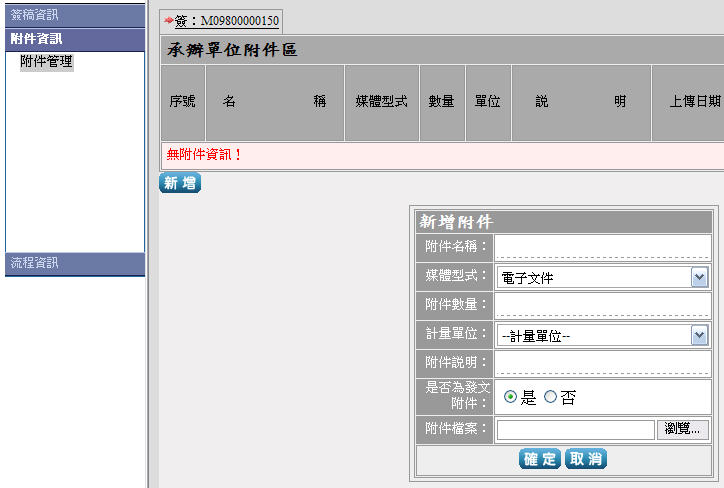 簽稿資訊
附件資訊
附件管理
流程資訊
簽：M09800000150
承辦單位附件區
序號 名 稱 媒體型式 數量 單位 說 明 上傳日期
無附件資訊！
新增
新增附件
附件名稱：
媒體型式： 電子文件
附件數量：
計量單位： --計量單位--
附件說明：
是否為發文
附件： 是 否
附件檔案： 瀏覽...
確定 取消